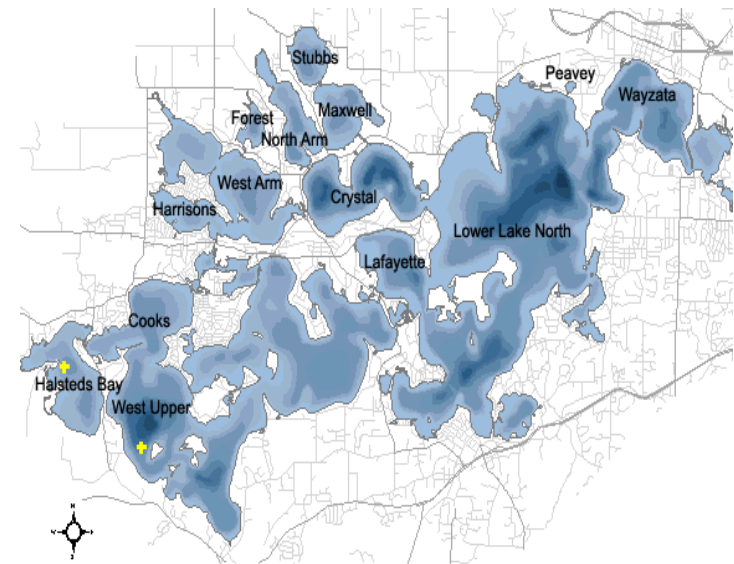 Stubbs
Peavey
Wayzata
Maxwell
Forest
North Arm
West Arm
Crystal
Harrisons
Lower Lake North
Lafayette
Cooks
Halsteds Bay
West Upper
N
S